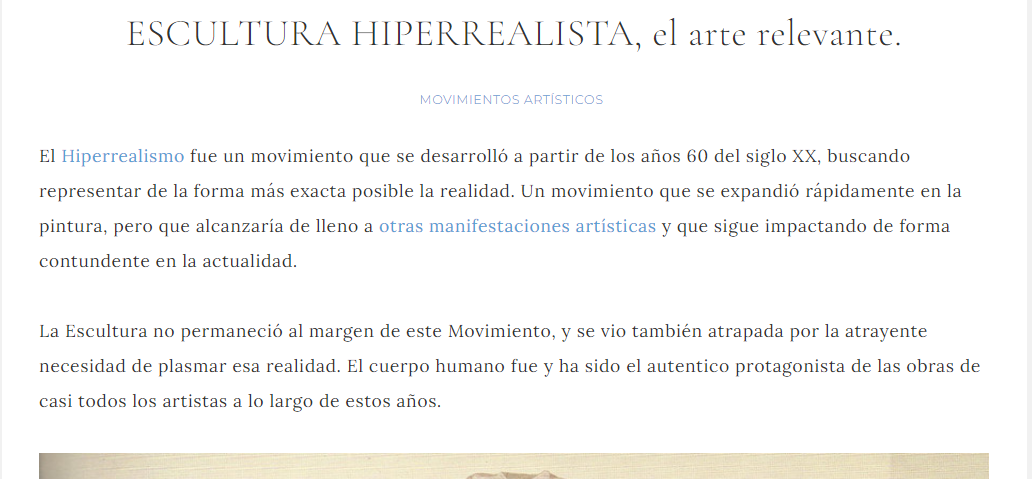 ESCULTURA HIPERREALISTA, el arte relevante.
MOVIMIENTOS ARTÍSTICOS
El Hiperrealismo fue un movimiento que se desarrolló a partir de los años 60 del siglo XX, buscando
representar de la forma más exacta posible la realidad. Un movimiento que se expandió rápidamente en la
pintura, pero que alcanzaría de lleno a otras manifestaciones artísticas y que sigue impactando de forma
contundente en la actualidad.
La Escultura no permaneció al margen de este Movimiento, y se vio también atrapada por la atrayente
necesidad de plasmar esa realidad. El cuerpo humano fue y ha sido el autentico protagonista de las obras de
casi todos los artistas a lo largo de estos años.